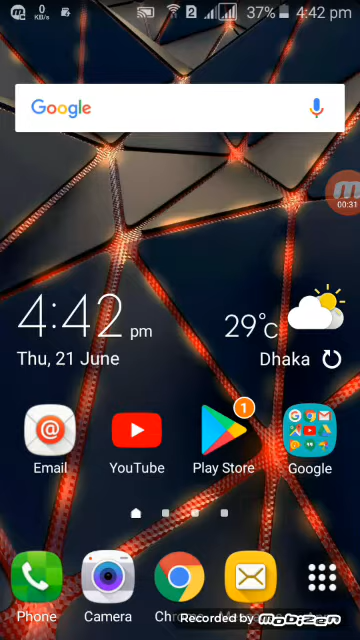 0
KB/s
2
37%
4:42 pm
Google
00:31
4:42 pm
29°c
Thu, 21 June
Dhaka
1
Email
YouTube
Play Store
Google
Phone
Camera
Recorded by mobizen